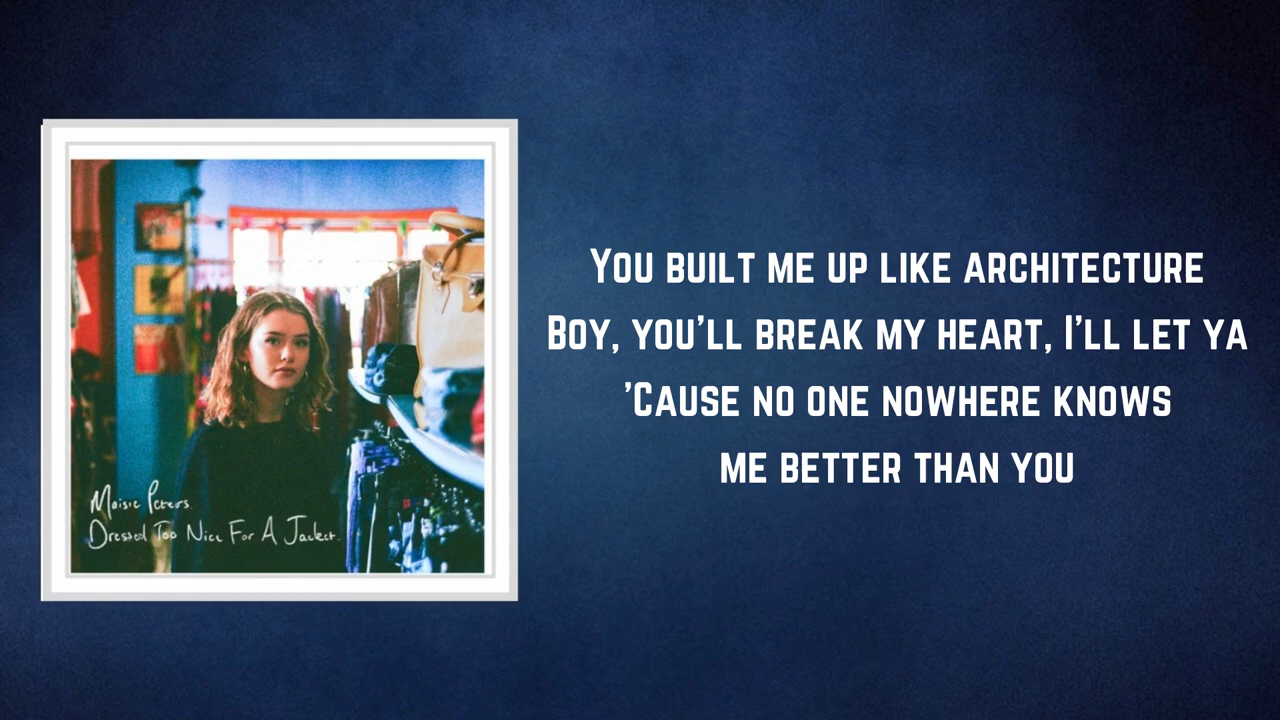 Maisie Peters
Dressed Too Nice For A Jacket.
YOU BUILT ME UP LIKE ARCHITECTURE
BOY, YOU'LL BREAK MY HEART, I'LL LET YA
'CAUSE NO ONE NOWHERE KNOWS
ME BETTER THAN YOU